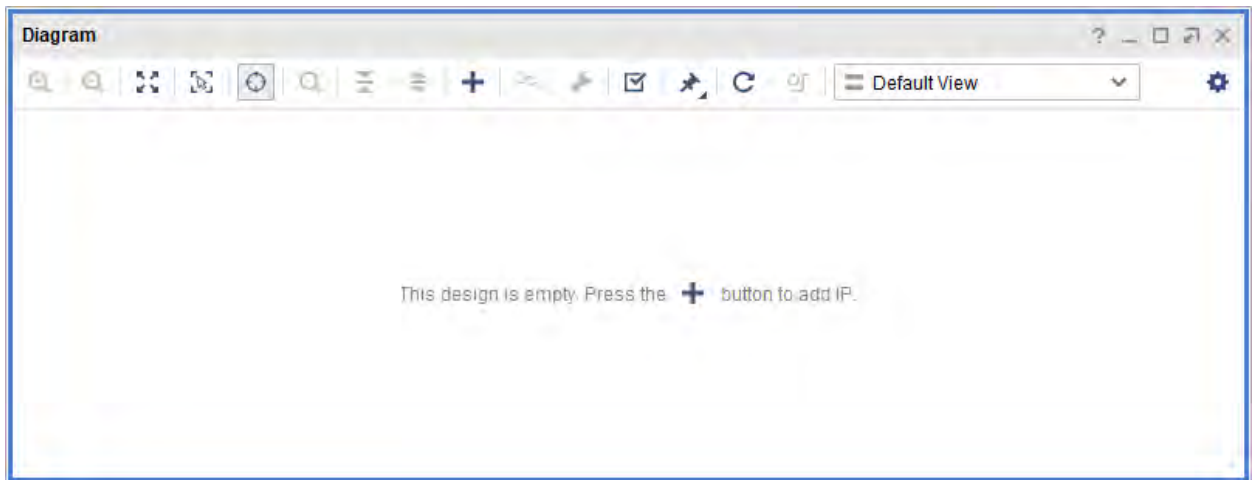 Diagram
Default View
This design is empty. Press the + button to add IP.